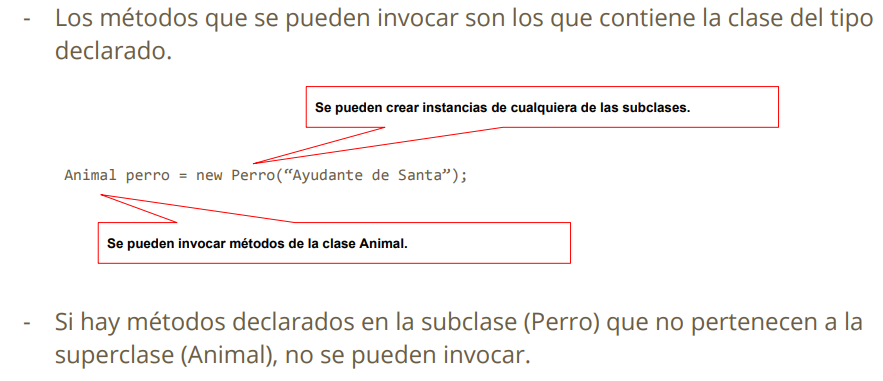 - Los métodos que se pueden invocar son los que contiene la clase del tipo
declarado.
Se pueden crear instancias de cualquiera de las subclases.
Animal perro = new Perro(“Ayudante de Santa”);
Se pueden invocar métodos de la clase Animal.
- Si hay métodos declarados en la subclase (Perro) que no pertenecen a la
superclase (Animal), no se pueden invocar.